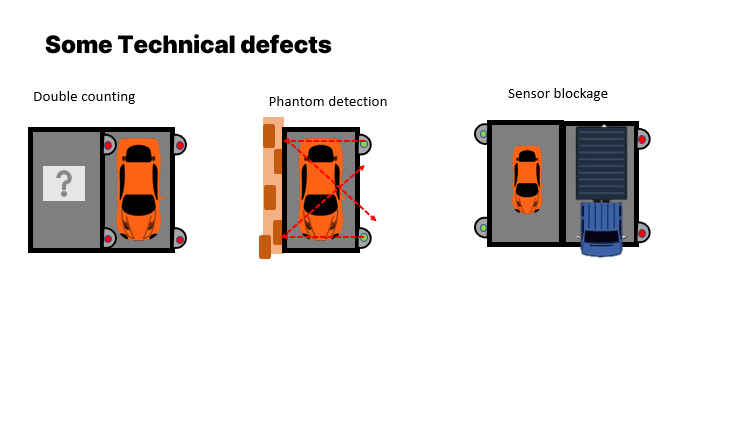 Some Technical defects
Double counting
Phantom detection
Sensor blockage
?